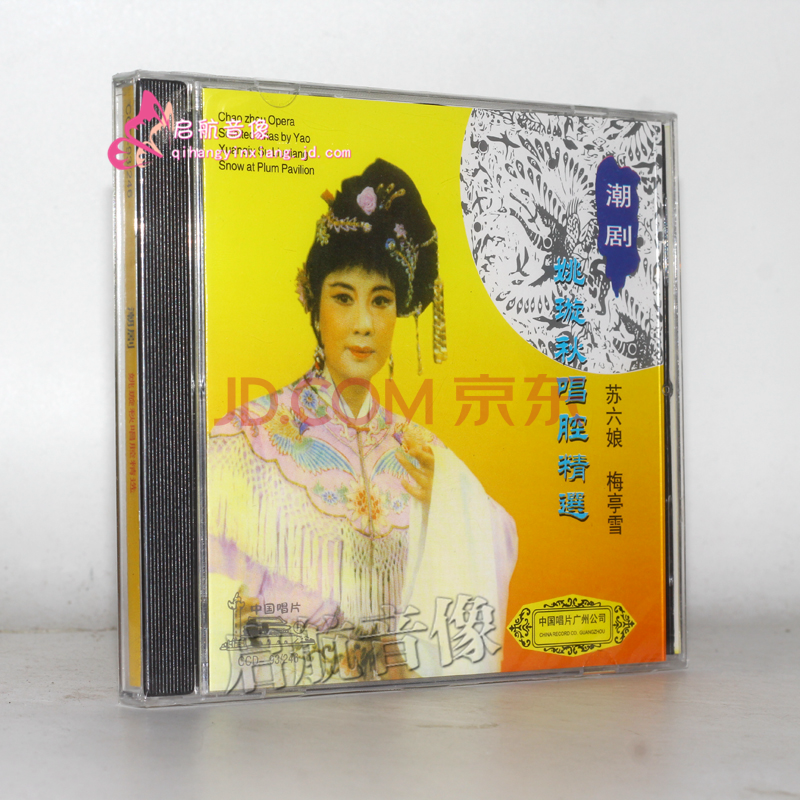 启航音像
qihangyinxiang.jd.com
Chao zhou Opera
by Yao
Snow at Plum Pavilion
潮剧
姚璇秋唱腔精選
苏六娘 梅亭雪
JD.COM 京东
中国唱片
启航音像
中国唱片广州公司
CHINA RECORD CO. GUANGZHOU